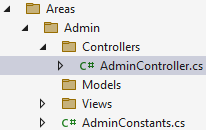 Areas
Admin
Controllers
C# AdminController.cs
Models
Views
C# AdminConstants.cs